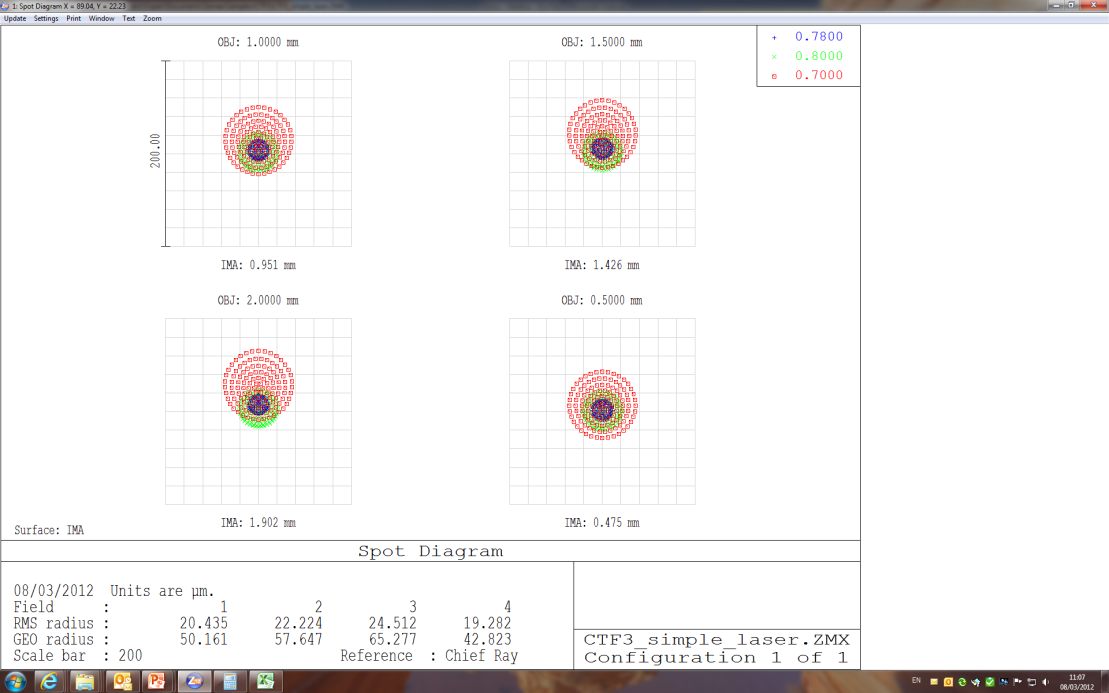 1: Spot Diagram X = 89.04, Y = 22.23
Update Settings Print Window Text Zoom
OBJ: 1.0000 mm
OBJ: 1.5000 mm
+ 0.7800
× 0.8000
0.7000
200.00
IMA: 0.951 mm
IMA: 1.426 mm
OBJ: 2.0000 mm
OBJ: 0.5000 mm
IMA: 1.902 mm
IMA: 0.475 mm
Surface: IMA
Spot Diagram
08/03/2012 Units are µm.
Field : 1 2 3 4
RMS radius : 20.435 22.224 24.512 19.282
GEO radius : 50.161 57.647 65.277 42.823
Scale bar : 200 Reference : Chief Ray
CTF3_simple_laser.ZMX
Configuration 1 of 1
EN
11:07
08/03/2012